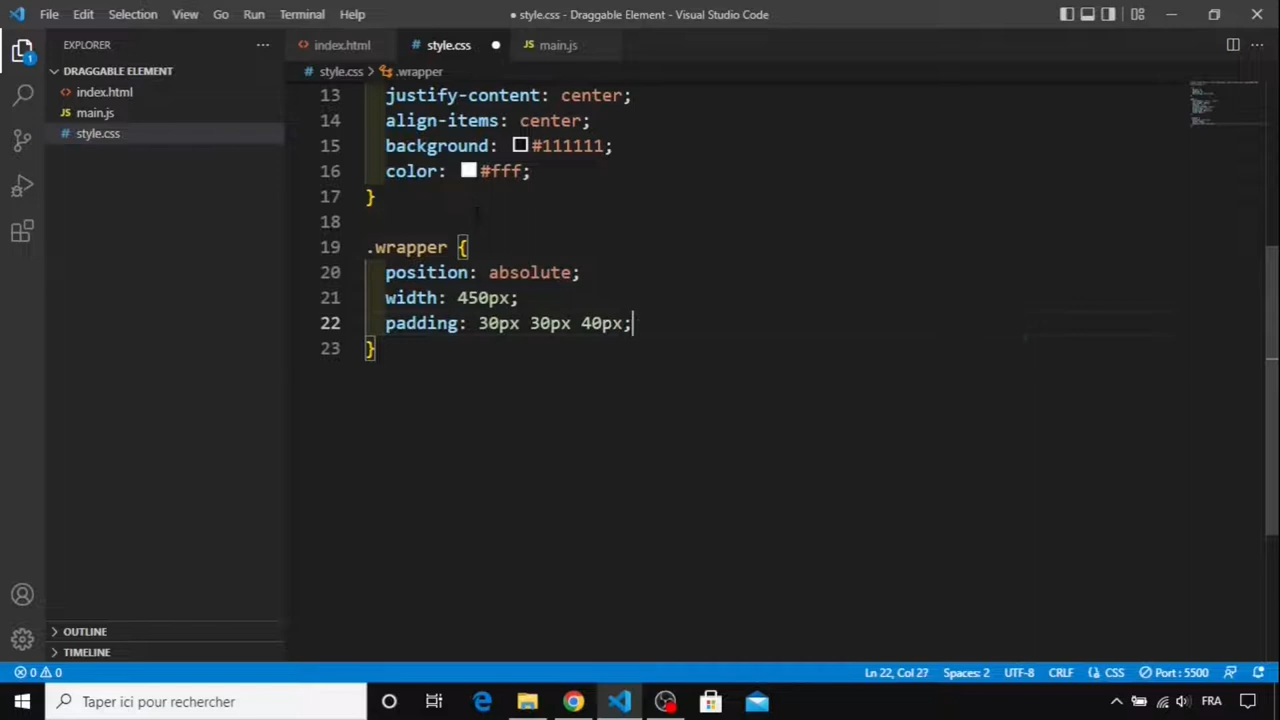 File Edit Selection View Go Run Terminal Help
● style.css - Draggable Element - Visual Studio Code
EXPLORER
1
DRAGGABLE ELEMENT
<> index.html
JS main.js
# style.css
<> index.html # style.css ● JS main.js
# style.css > .wrapper
13 justify-content: center;
14 align-items: center;
15 background: #111111;
16 color: #fff;
17 }
18
19 .wrapper {
20 position: absolute;
21 width: 450px;
22 padding: 30px 30px 40px;
23 }
OUTLINE
TIMELINE
0 0 Ln 22, Col 27 Spaces: 2 UTF-8 CRLF CSS Port : 5500
Taper ici pour rechercher
FRA